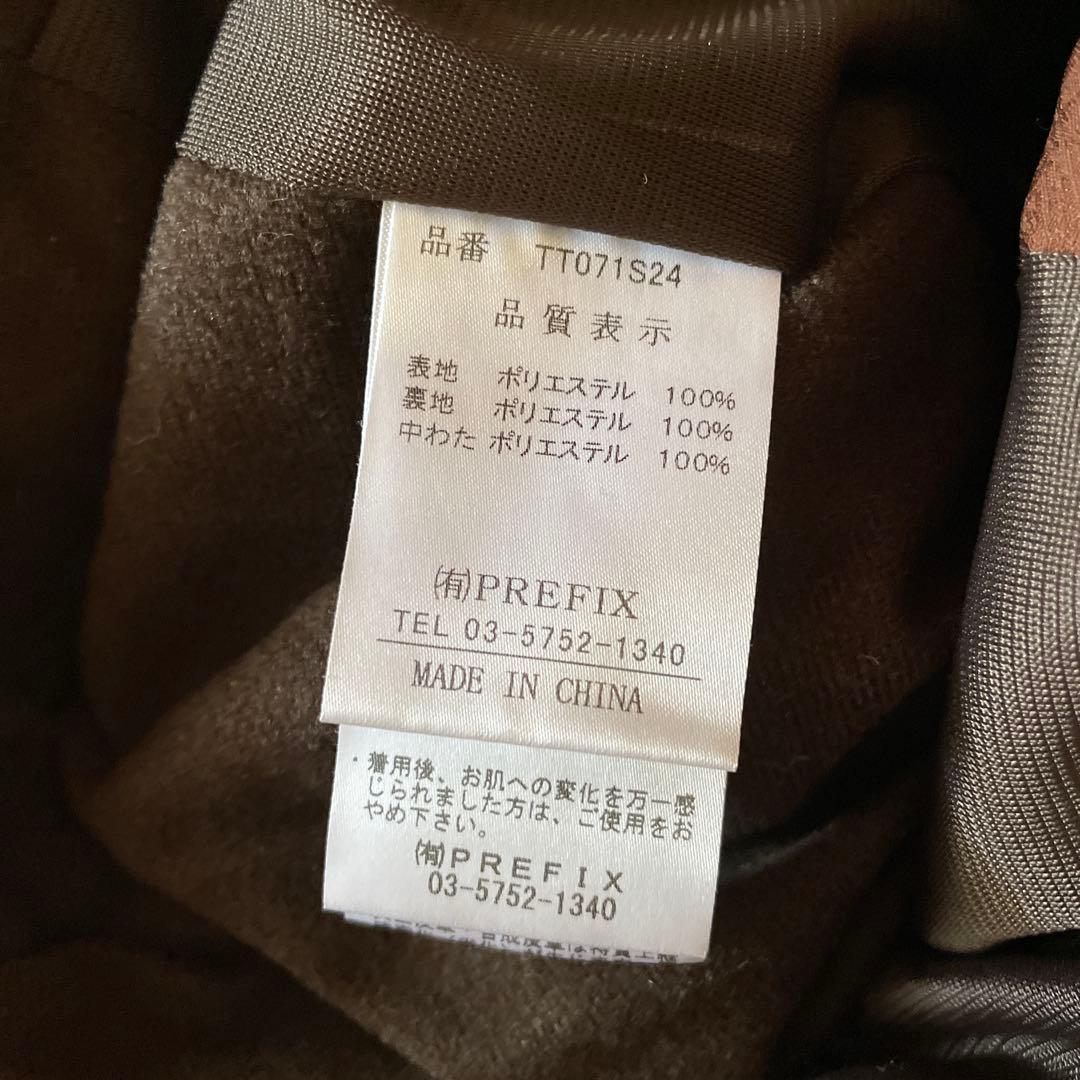 品番 TT071S24
品質表示
表地 ポリエステル 100%
裏地 ポリエステル 100%
中わた ポリエステル 100%
㈲PREFIX
TEL 03-5752-1340
MADE IN CHINA
・着用後、お肌への変化を万一感
じられました方は、ご使用をお
やめ下さい。
㈲PREFIX
03-5752-1340